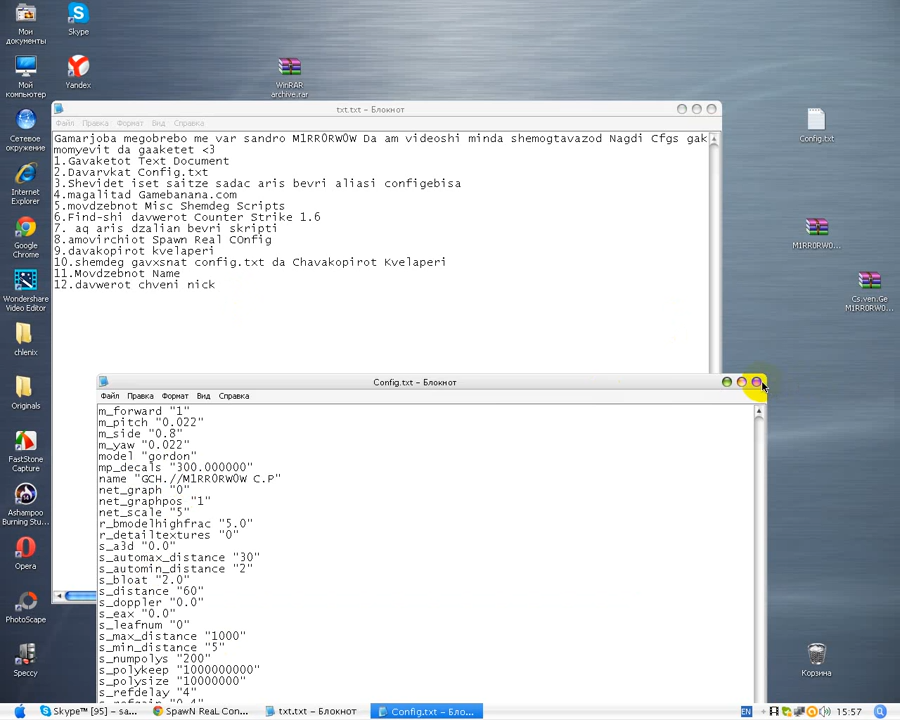 Мои
документы
Skype
Мой
компьютер
Yandex
WinRAR
archive.rar
Сетевое
окружение
Internet
Explorer
Google
Chrome
Wondershare
Video Editor
chlenix
Originals
FastStone
Capture
Ashampoo
Burning Stu...
Opera
PhotoScape
Speccy
Config.txt
M1RR0RW0...
Cs.ven.Ge
M1RR0RW0...
Корзина
txt.txt – Блокнот
Файл Правка Формат Вид Справка
Gamarjoba megobrebo me var sandro M1RR0RW0W Da am videoshi minda shemogtavazod Nagdi Cfgs gak
momyevit da gaaketet <3
1.Gavaketot Text Document
2.Davarvkat Config.txt
3.Shevidet iset saitze sadac aris bevri aliasi configebisa
4.magalitad Gamebanana.com
5.movdzebnot Misc Shemdeg Scripts
6.Find-shi davwerot Counter Strike 1.6
7. aq aris dzalian bevri skripti
8.amovirchiot Spawn Real COnfig
9.davakopirot kvelaperi
10.shemdeg gavxsnat config.txt da Chavakopirot Kvelaperi
11.Movdzebnot Name
12.davwerot chveni nick
Config.txt – Блокнот
Файл Правка Формат Вид Справка
m_forward "1"
m_pitch "0.022"
m_side "0.8"
m_yaw "0.022"
model "gordon"
mp_decals "300.000000"
name "GCH.//M1RR0RW0W C.P"
net_graph "0"
net_graphpos "1"
net_scale "5"
r_bmodelhighfrac "5.0"
r_detailtextures "0"
s_a3d "0.0"
s_automax_distance "30"
s_automin_distance "2"
s_bloat "2.0"
s_distance "60"
s_doppler "0.0"
s_eax "0.0"
s_leafnum "0"
s_max_distance "1000"
s_min_distance "5"
s_numpolys "200"
s_polykeep "1000000000"
s_polysize "10000000"
s_refdelay "4"
s_refgain "0.4"
Skype™ [95] – sa...
SpawN ReaL Con...
txt.txt – Блокнот
Config.txt – Бло...
EN
15:57